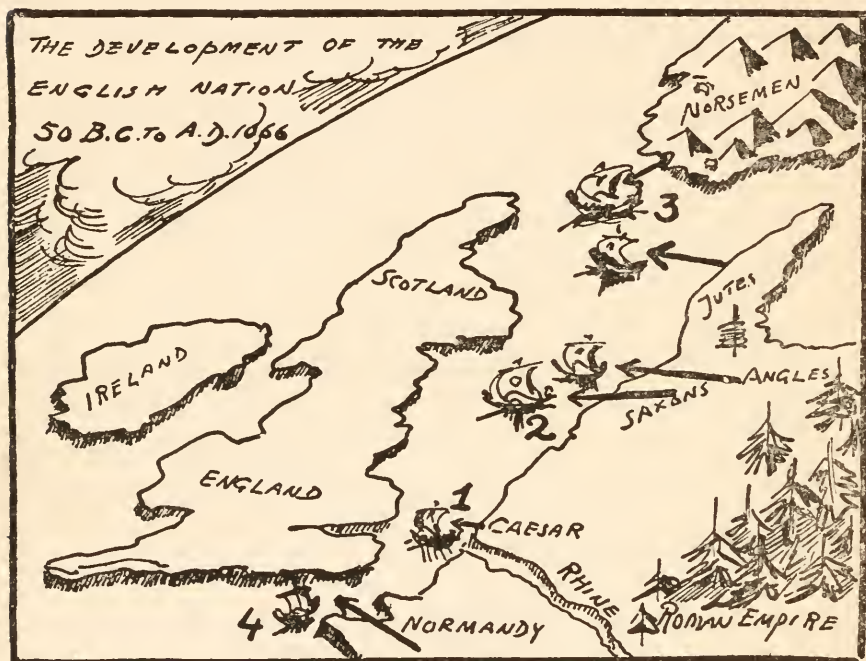 THE DEVELOPMENT OF THE
ENGLISH NATION
50 B.C. TO A.D. 1066
NORSEMEN
3
SCOTLAND
JUTES
IRELAND
ANGLES
SAXONS
2
ENGLAND
1
CAESAR
RHINE
4
NORMANDY
ROMAN EMPIRE